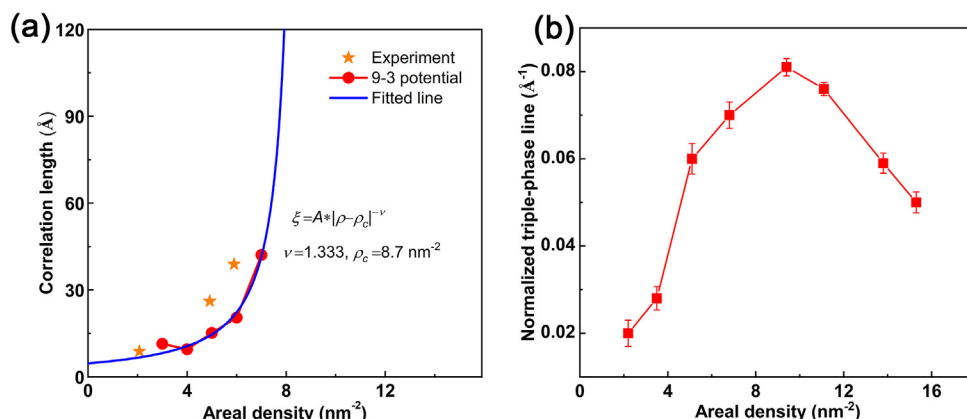 (a)
Correlation length (Å)
120
90
60
30
0
Experiment
9-3 potential
Fitted line
ξ=A*|ρ−ρc|^−ν
ν=1.333, ρc=8.7 nm-2
0 4 8 12
Areal density (nm-2)
(b)
Normalized triple-phase line (Å-1)
0.08
0.06
0.04
0.02
0 4 8 12 16
Areal density (nm-2)